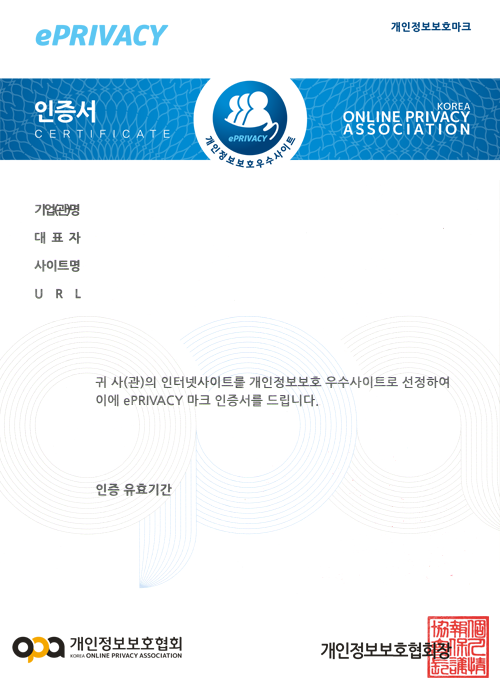 ePRIVACY
개인정보보호마크
인증서
CERTIFICATE
ePRIVACY
개인정보보호우수사이트
KOREA
ONLINE PRIVACY
ASSOCIATION
기업(관)명
대 표 자
사이트명
U R L
귀 사(관)의 인터넷사이트를 개인정보보호 우수사이트로 선정하여
이에 ePRIVACY 마크 인증서를 드립니다.
인증 유효기간
opa 개인정보보호협회
KOREA ONLINE PRIVACY ASSOCIATION
개인정보보호협회장